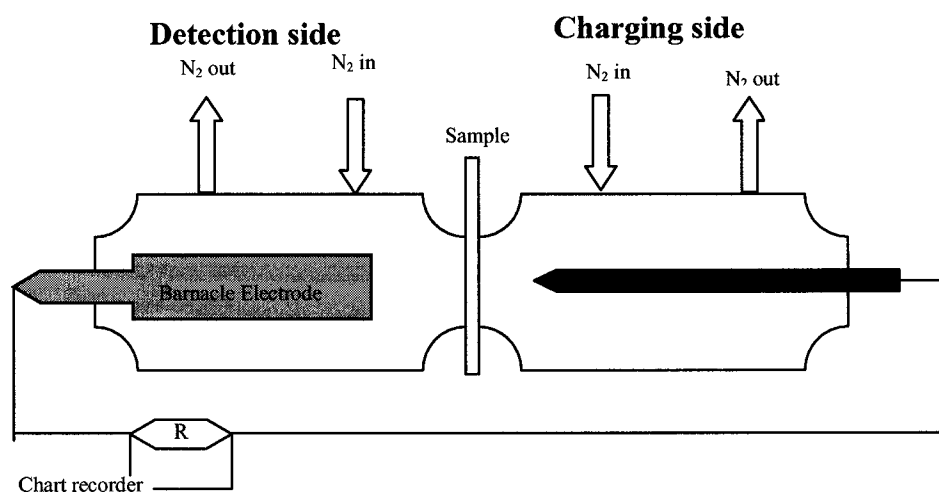 Detection side
Charging side
N₂ out
N₂ in
N₂ in
N₂ out
Sample
Barnacle Electrode
R
Chart recorder